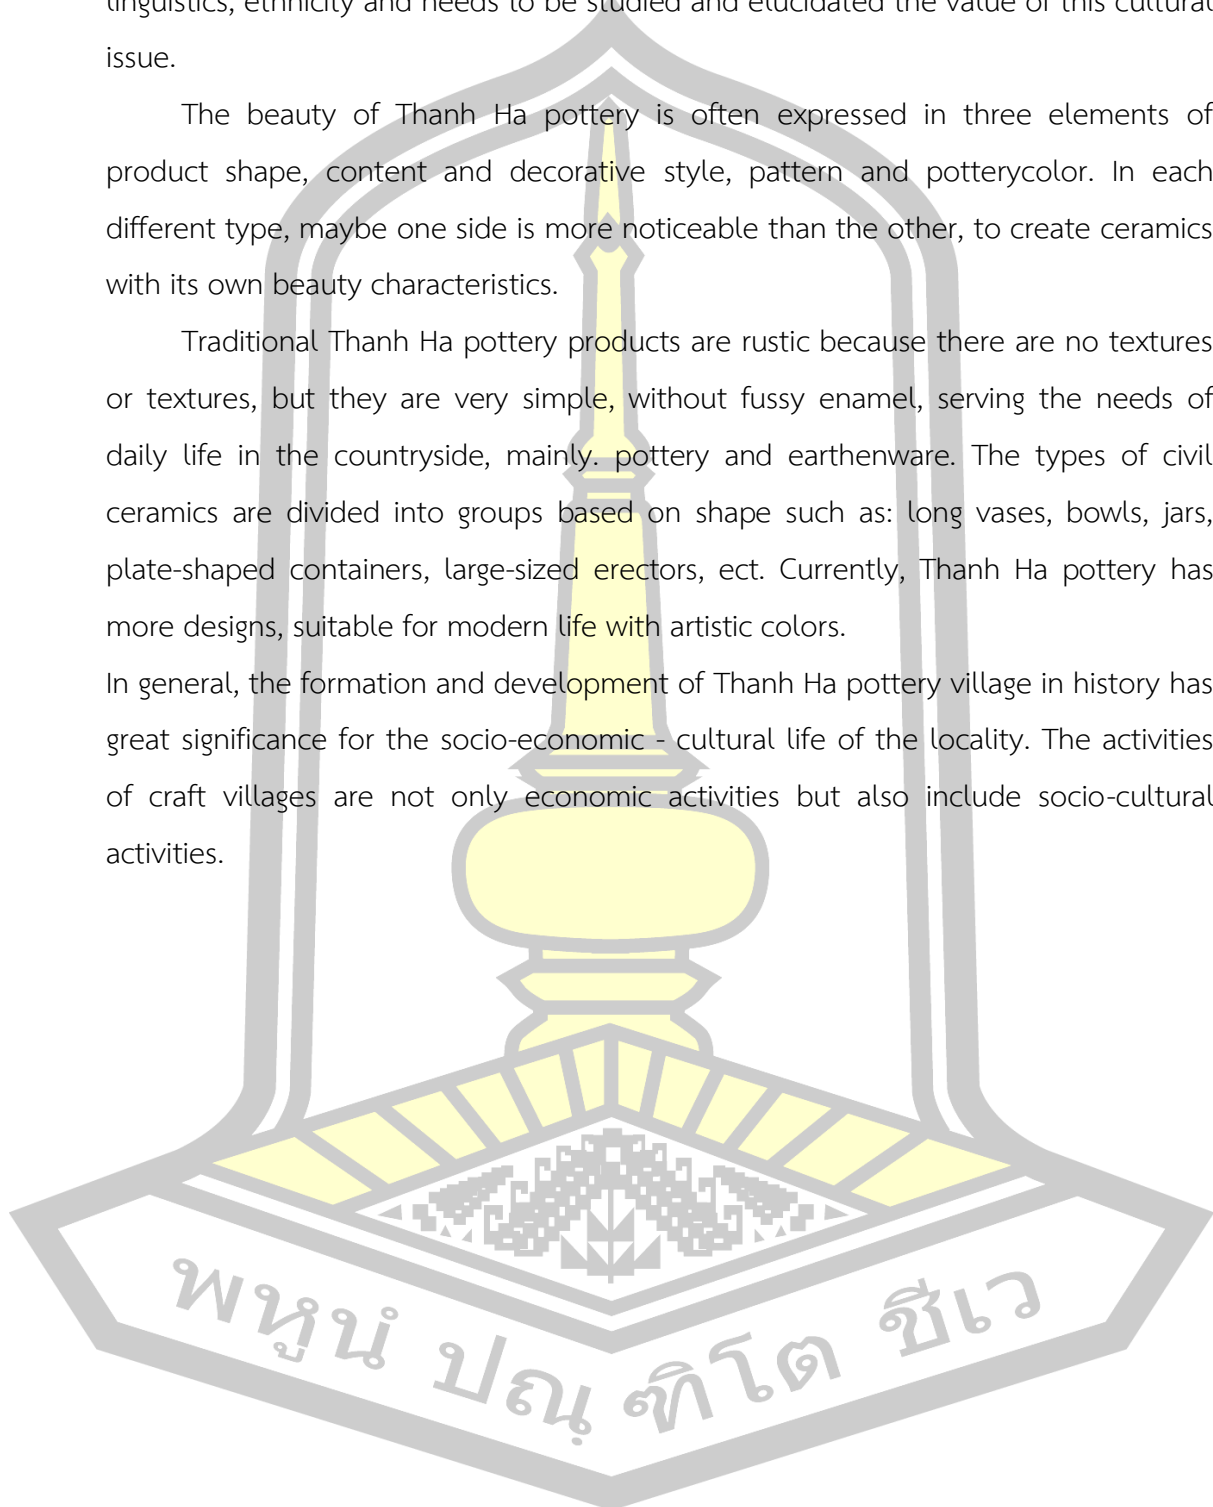 linguistics, ethnicity and needs to be studied and elucidated the value of this cultural
issue.
The beauty of Thanh Ha pottery is often expressed in three elements of
product shape, content and decorative style, pattern and potterycolor. In each
different type, maybe one side is more noticeable than the other, to create ceramics
with its own beauty characteristics.
Traditional Thanh Ha pottery products are rustic because there are no textures
or textures, but they are very simple, without fussy enamel, serving the needs of
daily life in the countryside, mainly. pottery and earthenware. The types of civil
ceramics are divided into groups based on shape such as: long vases, bowls, jars,
plate-shaped containers, large-sized erectors, ect. Currently, Thanh Ha pottery has
more designs, suitable for modern life with artistic colors.
In general, the formation and development of Thanh Ha pottery village in history has
great significance for the socio-economic - cultural life of the locality. The activities
of craft villages are not only economic activities but also include socio-cultural
activities.
พหูนํ ปณฺฑิโต ชีเว